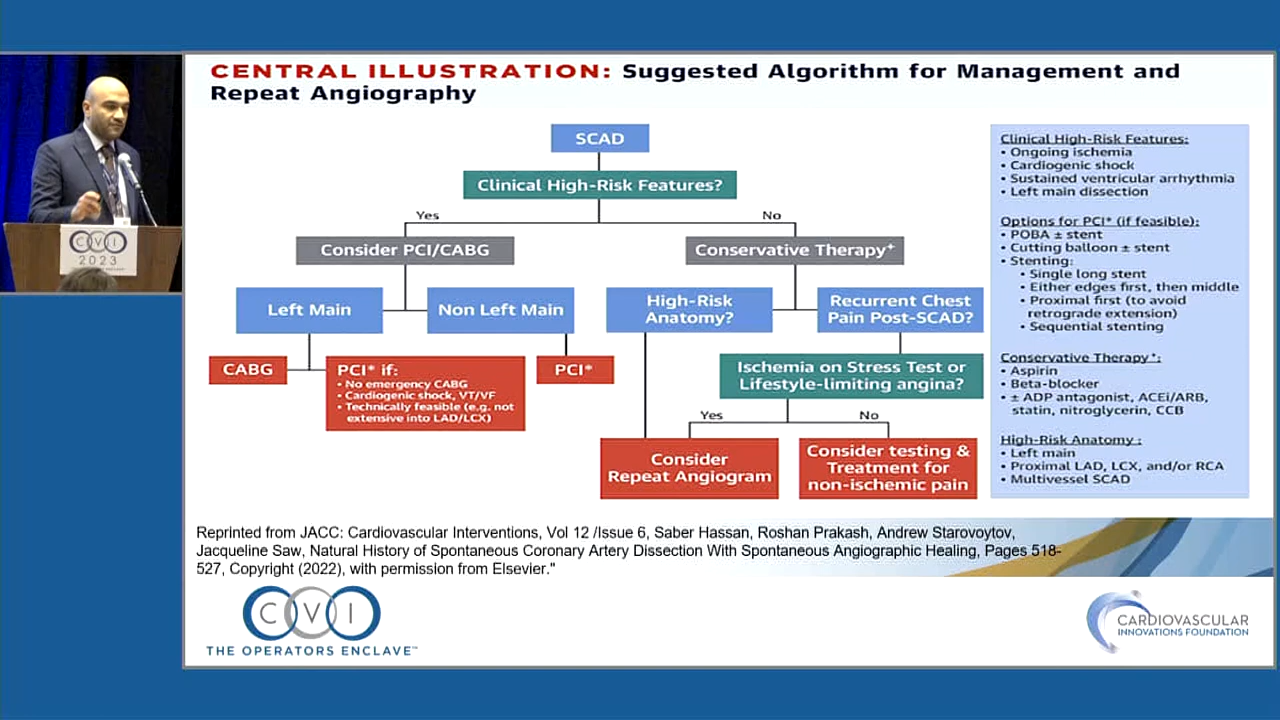 CENTRAL ILLUSTRATION: Suggested Algorithm for Management and
Repeat Angiography
SCAD
Clinical High-Risk Features?
Yes
No
Consider PCI/CABG
Conservative Therapy+
Left Main
Non Left Main
High-Risk
Anatomy?
Recurrent Chest
Pain Post-SCAD?
CABG
PCI* if:
• No emergency CABG
• Cardiogenic shock, VT/VF
• Technically feasible (e.g. not
extensive into LAD/LCX)
PCI*
Ischemia on Stress Test or
Lifestyle-limiting angina?
Yes
No
Consider
Repeat Angiogram
Consider testing &
Treatment for
non-ischemic pain
Clinical High-Risk Features:
• Ongoing ischemia
• Cardiogenic shock
• Sustained ventricular arrhythmia
• Left main dissection
Options for PCI* (if feasible):
• POBA ± stent
• Cutting balloon ± stent
• Stenting:
• Single long stent
• Either edges first, then middle
• Proximal first (to avoid
retrograde extension)
• Sequential stenting
Conservative Therapy+:
• Aspirin
• Beta-blocker
• ± ADP antagonist, ACEi/ARB,
statin, nitroglycerin, CCB
High-Risk Anatomy :
• Left main
• Proximal LAD, LCX, and/or RCA
• Multivessel SCAD
Reprinted from JACC: Cardiovascular Interventions, Vol 12 /Issue 6, Saber Hassan, Roshan Prakash, Andrew Starovoytov,
Jacqueline Saw, Natural History of Spontaneous Coronary Artery Dissection With Spontaneous Angiographic Healing, Pages 518-
527, Copyright (2022), with permission from Elsevier."
CVI
THE OPERATORS ENCLAVE™
CARDIOVASCULAR
INNOVATIONS FOUNDATION
CVI
2023